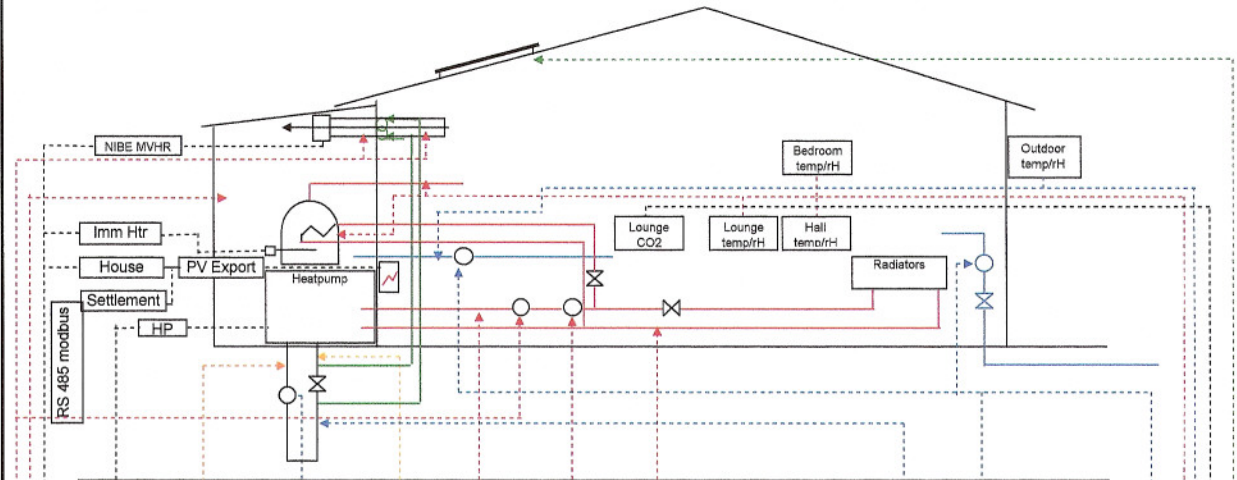 NIBE MVHR
Bedroom
temp/rH
Outdoor
temp/rH
Imm Htr
Lounge
CO2
Lounge
temp/rH
Hall
temp/rH
House
PV Export
Heatpump
Radiators
Settlement
HP
RS 485 modbus